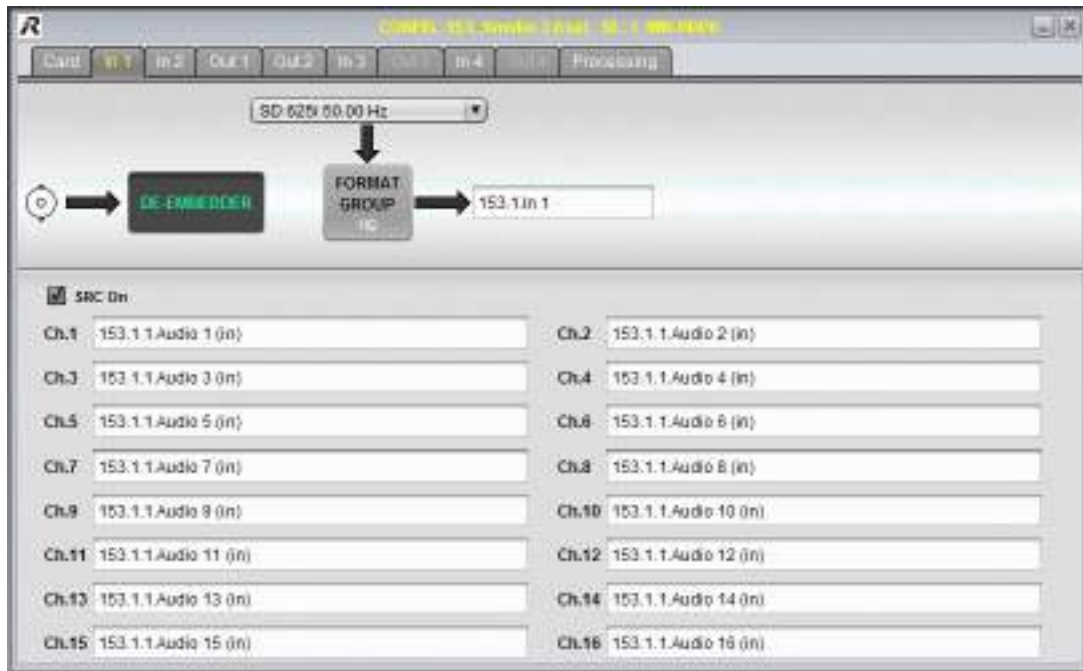 R
Card In 1 In 2 Out 1 Out 2 In 3 In 4 Processing
SD 625i 50.00 Hz
DE-EMBEDDER
FORMAT
GROUP
153.1.In 1
SRC On
Ch.1 153.1.1.Audio 1 (in) Ch.2 153.1.1.Audio 2 (in)
Ch.3 153.1.1.Audio 3 (in) Ch.4 153.1.1.Audio 4 (in)
Ch.5 153.1.1.Audio 5 (in) Ch.6 153.1.1.Audio 6 (in)
Ch.7 153.1.1.Audio 7 (in) Ch.8 153.1.1.Audio 8 (in)
Ch.9 153.1.1.Audio 9 (in) Ch.10 153.1.1.Audio 10 (in)
Ch.11 153.1.1.Audio 11 (in) Ch.12 153.1.1.Audio 12 (in)
Ch.13 153.1.1.Audio 13 (in) Ch.14 153.1.1.Audio 14 (in)
Ch.15 153.1.1.Audio 15 (in) Ch.16 153.1.1.Audio 16 (in)